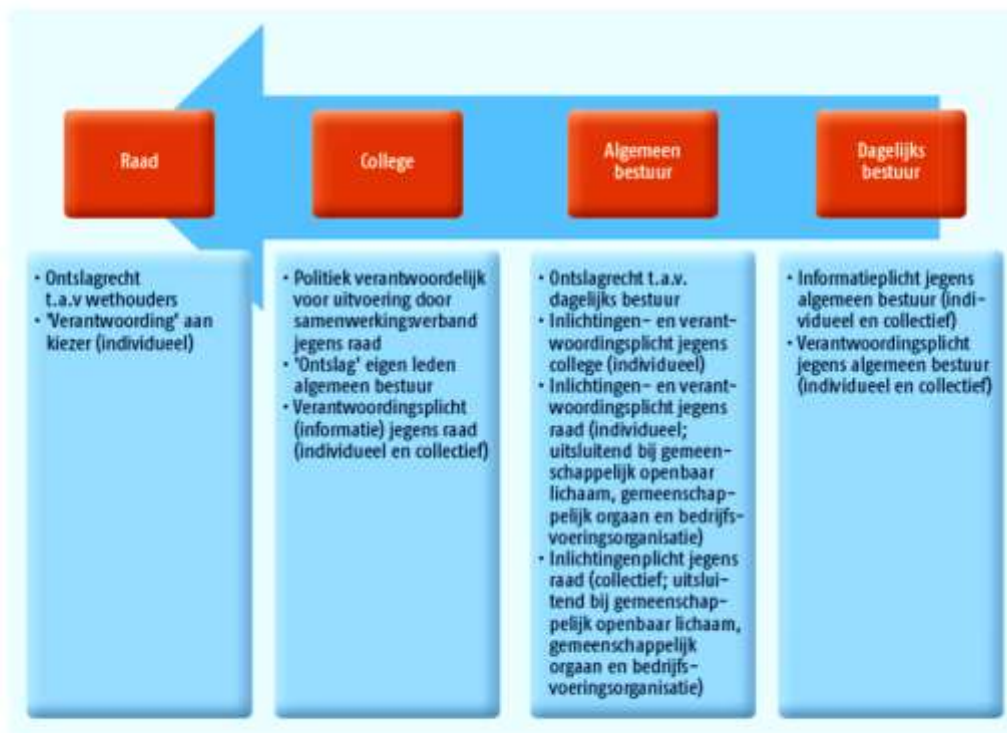 Raad
College
Algemeen
bestuur
Dagelijks
bestuur
• Ontslagrecht
t.a.v wethouders
• 'Verantwoording' aan
kiezer (individueel)
• Politiek verantwoordelijk
voor uitvoering door
samenwerkingsverband
jegens raad
• 'Ontslag' eigen leden
algemeen bestuur
• Verantwoordingsplicht
(informatie) jegens raad
(individueel en collectief)
• Ontslagrecht t.a.v.
dagelijks bestuur
• Inlichtingen- en verant-
woordingsplicht jegens
college (individueel)
• Inlichtingen- en verant-
woordingsplicht jegens
raad (individueel;
uitsluitend bij gemeen-
schappelijk openbaar
lichaam, gemeenschap-
pelijk orgaan en bedrijfs-
voeringsorganisatie)
• Inlichtingenplicht jegens
raad (collectief; uitslui-
tend bij gemeenschap-
pelijk openbaar lichaam,
gemeenschappelijk
orgaan en bedrijfs-
voeringsorganisatie)
• Informatieplicht jegens
algemeen bestuur (indi-
vidueel en collectief)
• Verantwoordingsplicht
jegens algemeen bestuur
(individueel en collectief)